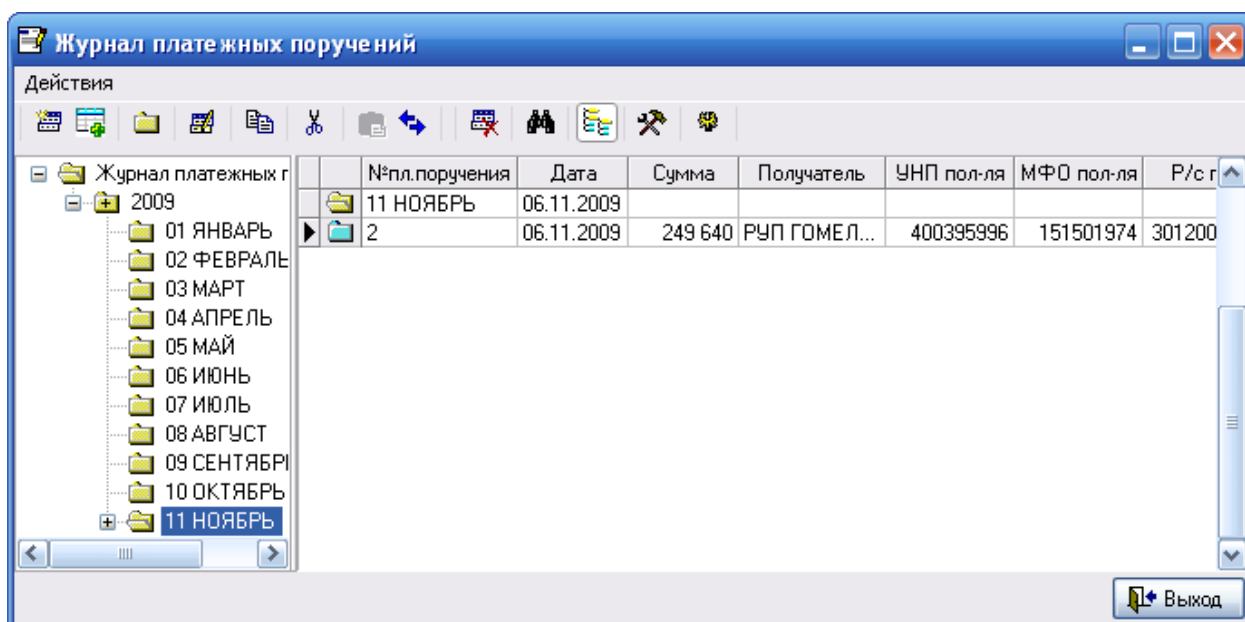 Журнал платежных поручений
Действия
Журнал платежных г
2009
01 ЯНВАРЬ
02 ФЕВРАЛЬ
03 МАРТ
04 АПРЕЛЬ
05 МАЙ
06 ИЮНЬ
07 ИЮЛЬ
08 АВГУСТ
09 СЕНТЯБРІ
10 ОКТЯБРЬ
11 НОЯБРЬ
№пл.поручения Дата Сумма Получатель УНП пол-ля МФО пол-ля Р/с г
11 НОЯБРЬ 06.11.2009
2 06.11.2009 249 640 РУП ГОМЕЛ... 400395996 151501974 301200
Выход